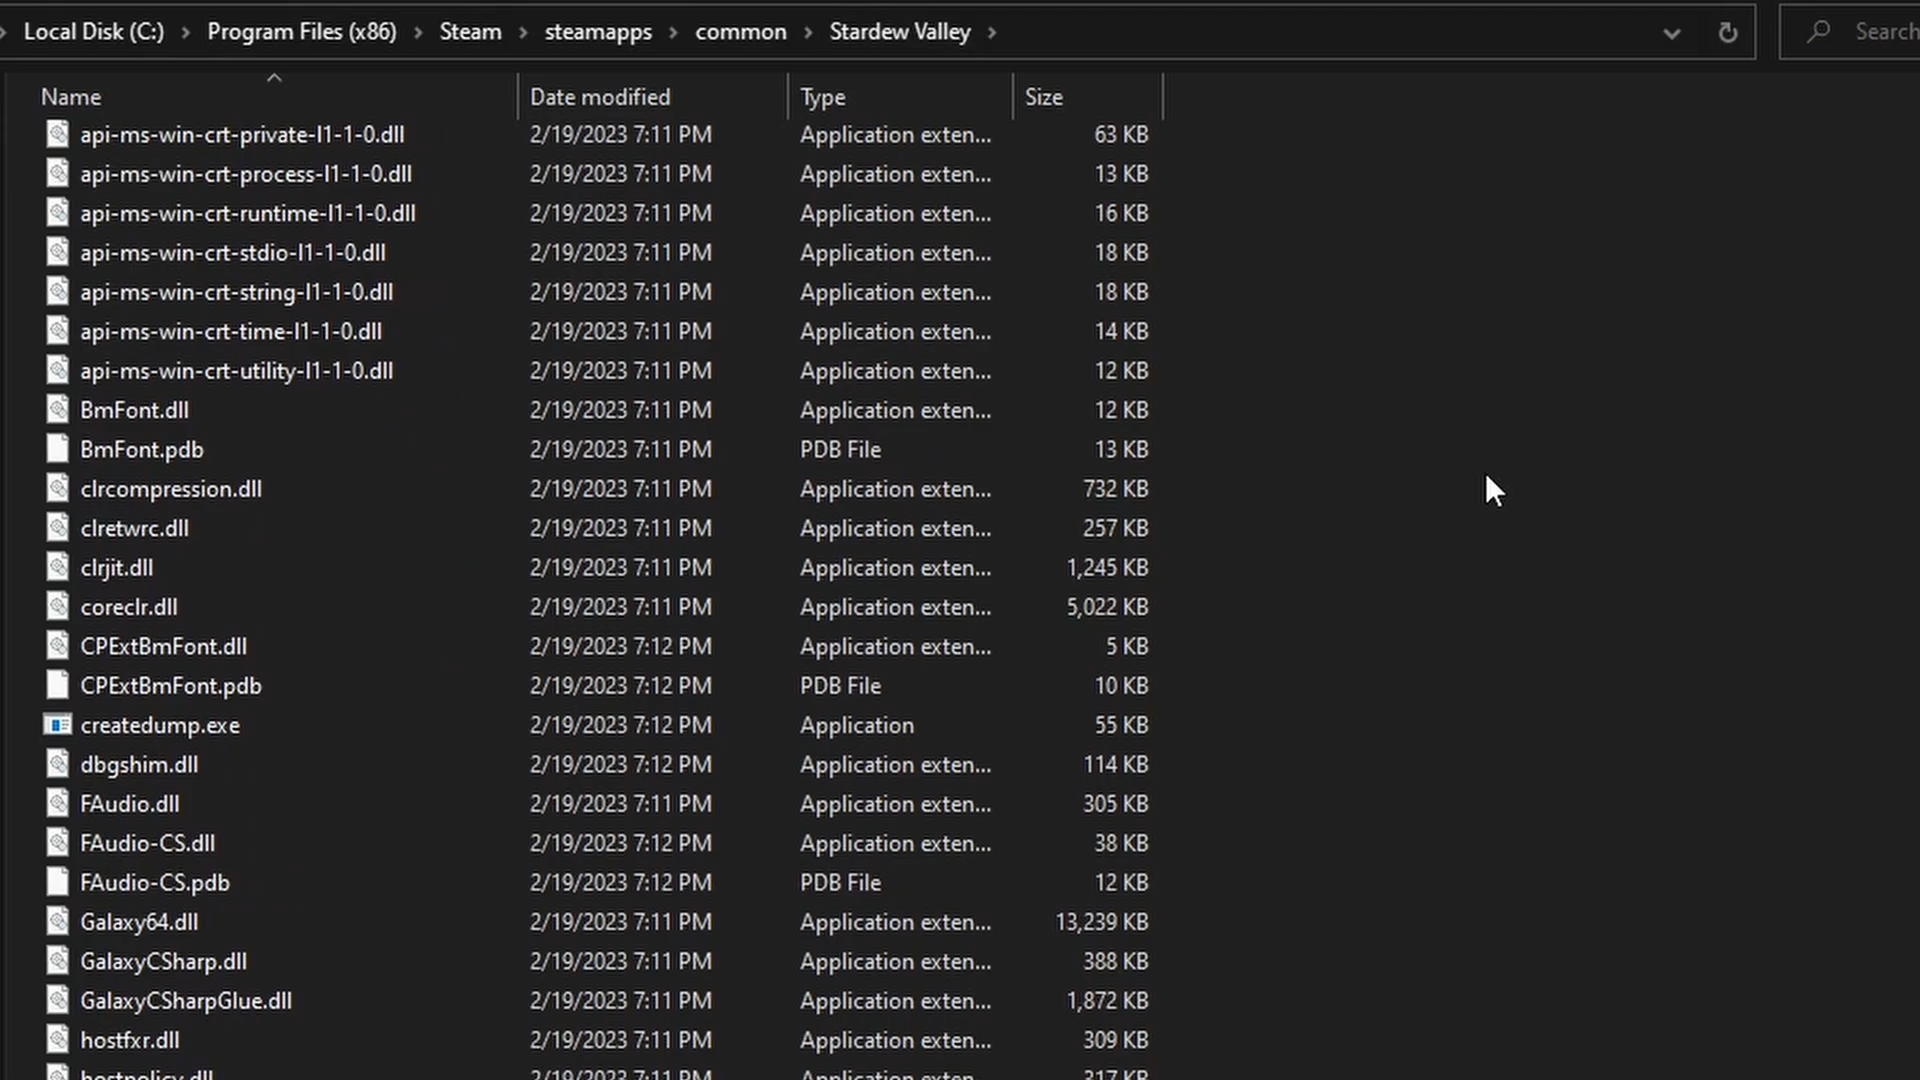 Local Disk (C:) > Program Files (x86) > Steam > steamapps > common > Stardew Valley > Search
Name Date modified Type Size
api-ms-win-crt-private-l1-1-0.dll 2/19/2023 7:11 PM Application exten... 63 KB
api-ms-win-crt-process-l1-1-0.dll 2/19/2023 7:11 PM Application exten... 13 KB
api-ms-win-crt-runtime-l1-1-0.dll 2/19/2023 7:11 PM Application exten... 16 KB
api-ms-win-crt-stdio-l1-1-0.dll 2/19/2023 7:11 PM Application exten... 18 KB
api-ms-win-crt-string-l1-1-0.dll 2/19/2023 7:11 PM Application exten... 18 KB
api-ms-win-crt-time-l1-1-0.dll 2/19/2023 7:11 PM Application exten... 14 KB
api-ms-win-crt-utility-l1-1-0.dll 2/19/2023 7:11 PM Application exten... 12 KB
BmFont.dll 2/19/2023 7:11 PM Application exten... 12 KB
BmFont.pdb 2/19/2023 7:11 PM PDB File 13 KB
clrcompression.dll 2/19/2023 7:11 PM Application exten... 732 KB
clretwrc.dll 2/19/2023 7:11 PM Application exten... 257 KB
clrjit.dll 2/19/2023 7:11 PM Application exten... 1,245 KB
coreclr.dll 2/19/2023 7:11 PM Application exten... 5,022 KB
CPExtBmFont.dll 2/19/2023 7:12 PM Application exten... 5 KB
CPExtBmFont.pdb 2/19/2023 7:12 PM PDB File 10 KB
createdump.exe 2/19/2023 7:12 PM Application 55 KB
dbgshim.dll 2/19/2023 7:12 PM Application exten... 114 KB
FAudio.dll 2/19/2023 7:11 PM Application exten... 305 KB
FAudio-CS.dll 2/19/2023 7:12 PM Application exten... 38 KB
FAudio-CS.pdb 2/19/2023 7:12 PM PDB File 12 KB
Galaxy64.dll 2/19/2023 7:11 PM Application exten... 13,239 KB
GalaxyCSharp.dll 2/19/2023 7:11 PM Application exten... 388 KB
GalaxyCSharpGlue.dll 2/19/2023 7:11 PM Application exten... 1,872 KB
hostfxr.dll 2/19/2023 7:11 PM Application exten... 309 KB
hostpolicy.dll 2/19/2023 7:11 PM Application exten... 317 KB